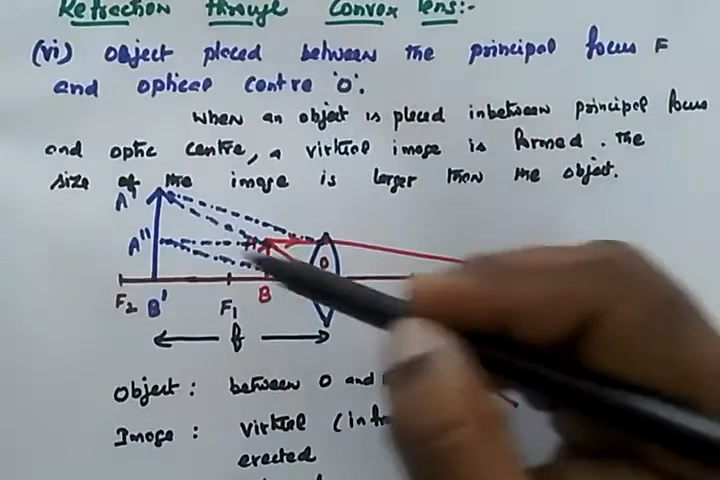 Refraction through Convex lens:-
(vi) Object placed between the principal focus F
and optical centre 'O'.
When an object is placed inbetween principal focus
and optic centre, a virtual image is formed. The
size of the image is larger than the object.
A'
A''
O
F₂ B' F₁ B
f
Object : between O and
Image : virtual
erected